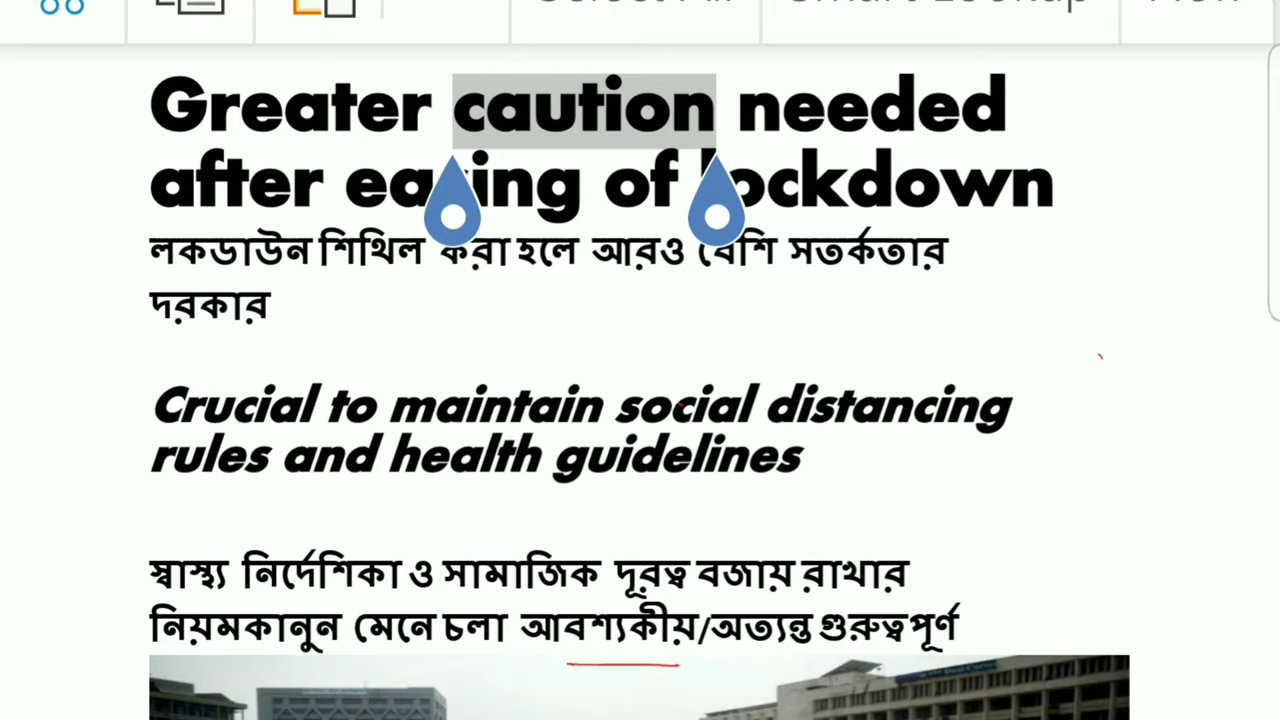 Greater caution needed
after easing of lockdown
লকডাউন শিথিল করা হলে আরও বেশি সতর্কতার
দরকার
Crucial to maintain social distancing
rules and health guidelines
স্বাস্থ্য নির্দেশিকা ও সামাজিক দূরত্ব বজায় রাখার
নিয়মকানুন মেনে চলা আবশ্যকীয়/অত্যন্ত গুরুত্বপূর্ণ